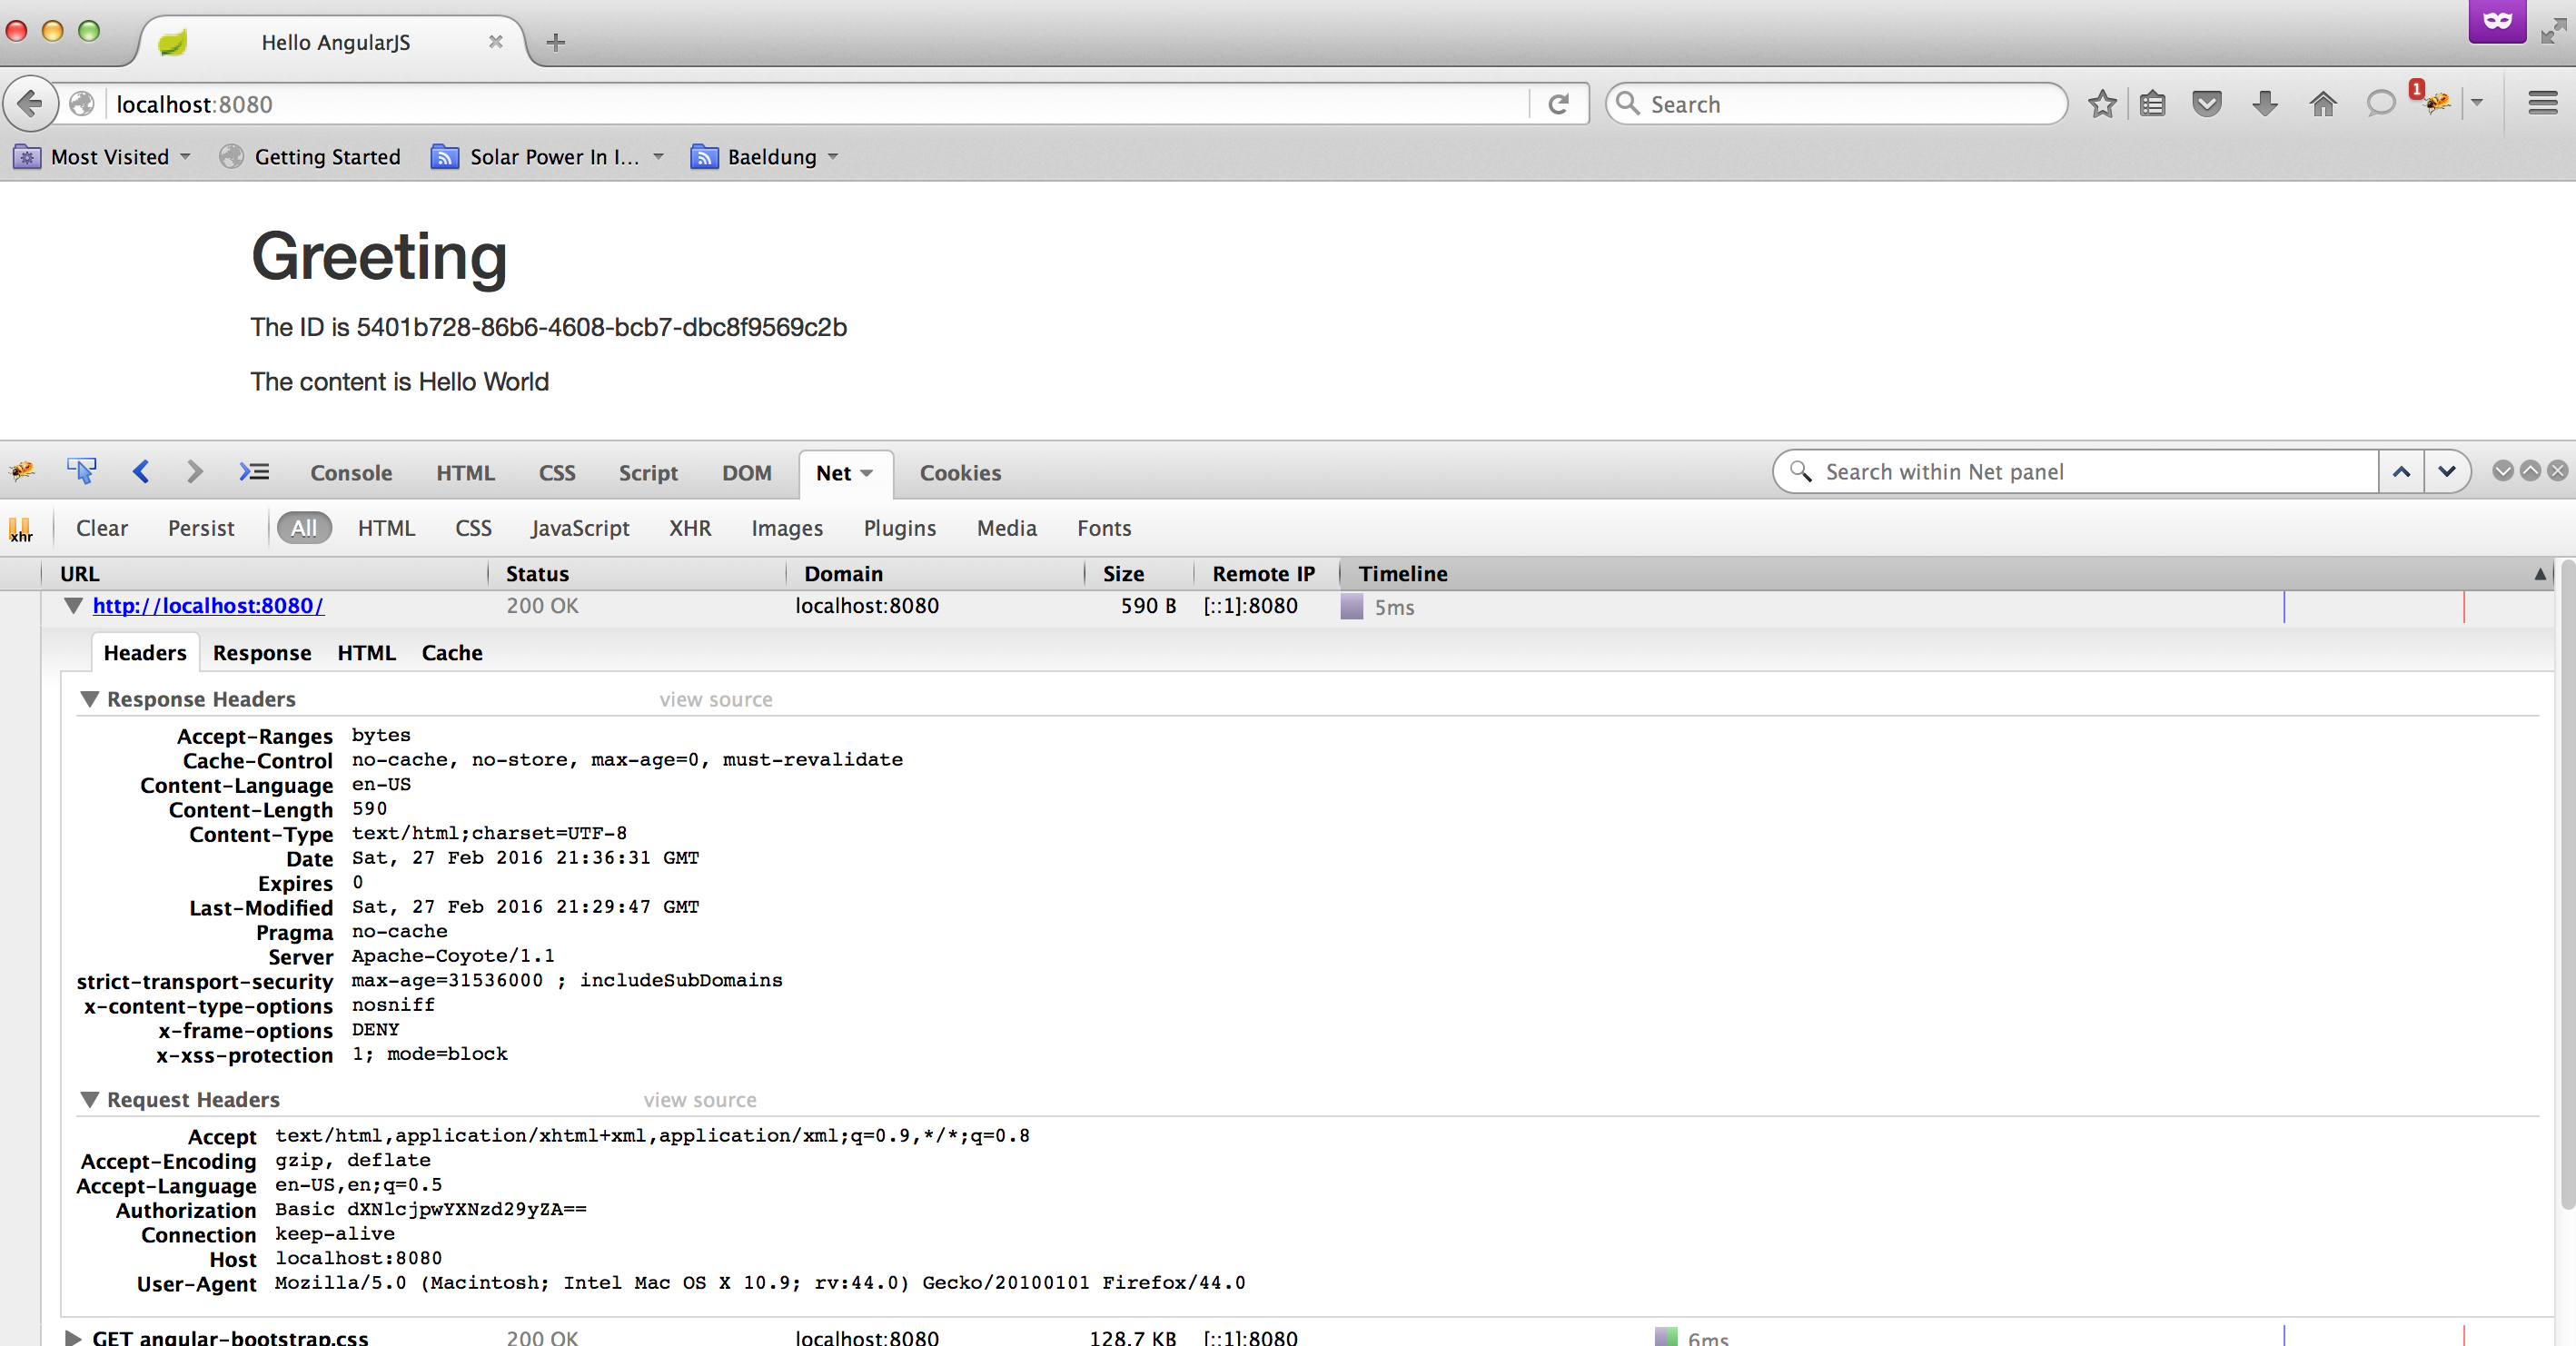 Hello AngularJS
localhost:8080
Search
1
Most Visited
Getting Started
Solar Power In I...
Baeldung
Greeting
The ID is 5401b728-86b6-4608-bcb7-dbc8f9569c2b
The content is Hello World
Console HTML CSS Script DOM Net Cookies
Search within Net panel
xhr Clear Persist All HTML CSS JavaScript XHR Images Plugins Media Fonts
URL Status Domain Size Remote IP Timeline
http://localhost:8080/ 200 OK localhost:8080 590 B [::1]:8080 5ms
Headers Response HTML Cache
Response Headers view source
Accept-Ranges bytes
Cache-Control no-cache, no-store, max-age=0, must-revalidate
Content-Language en-US
Content-Length 590
Content-Type text/html;charset=UTF-8
Date Sat, 27 Feb 2016 21:36:31 GMT
Expires 0
Last-Modified Sat, 27 Feb 2016 21:29:47 GMT
Pragma no-cache
Server Apache-Coyote/1.1
strict-transport-security max-age=31536000 ; includeSubDomains
x-content-type-options nosniff
x-frame-options DENY
x-xss-protection 1; mode=block
Request Headers view source
Accept text/html,application/xhtml+xml,application/xml;q=0.9,*/*;q=0.8
Accept-Encoding gzip, deflate
Accept-Language en-US,en;q=0.5
Authorization Basic dXNlcjpwYXNzd29yZA==
Connection keep-alive
Host localhost:8080
User-Agent Mozilla/5.0 (Macintosh; Intel Mac OS X 10.9; rv:44.0) Gecko/20100101 Firefox/44.0
GET angular-bootstrap.css 200 OK localhost:8080 128.7 KB [::1]:8080 6ms